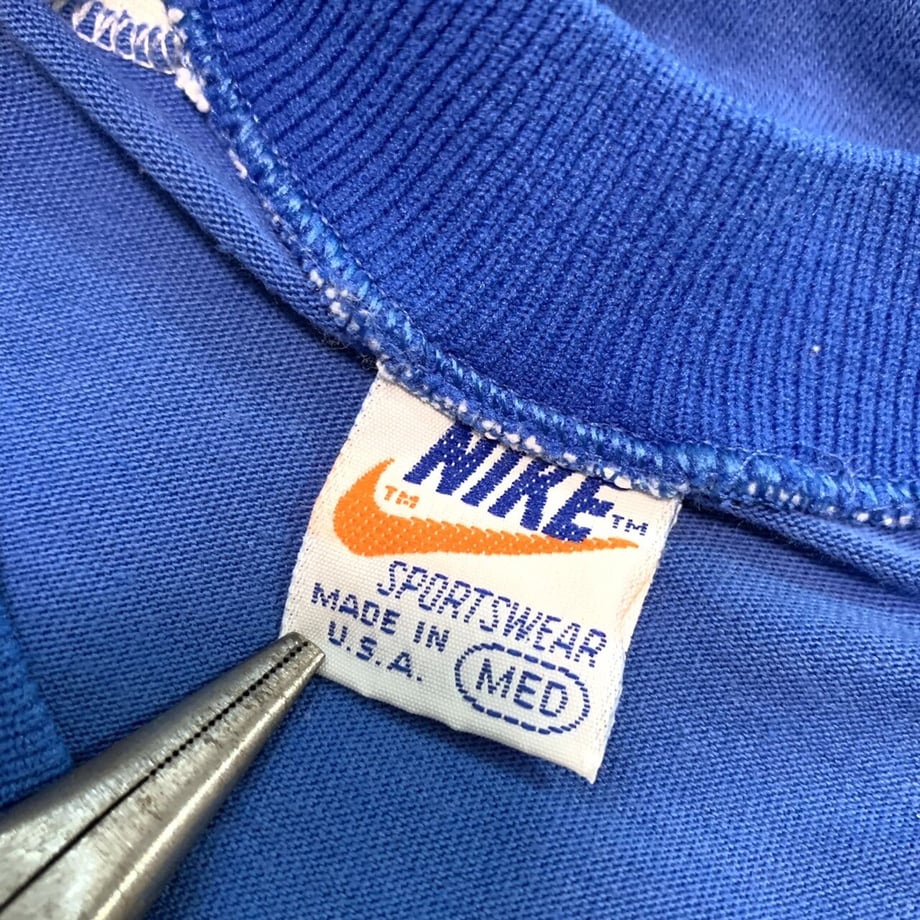 NIKE ™
™
SPORTSWEAR
MADE IN
U.S.A.
MED